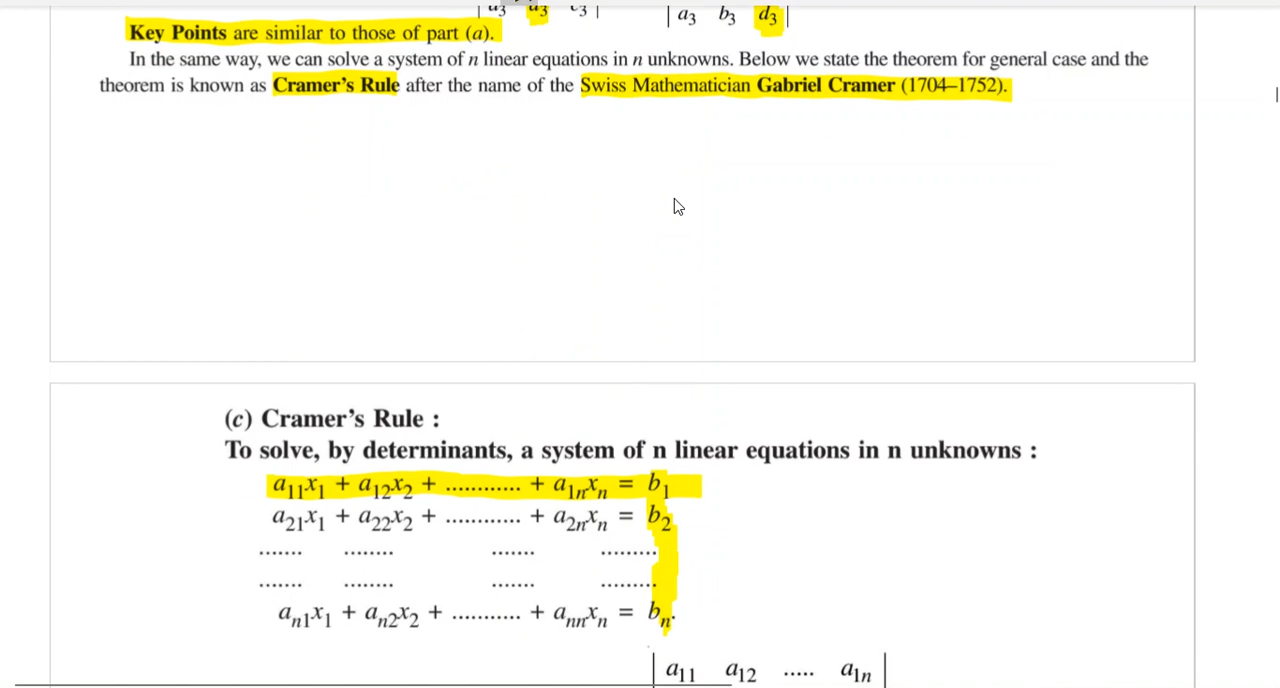 a3 b3 d3
Key Points are similar to those of part (a).
In the same way, we can solve a system of n linear equations in n unknowns. Below we state the theorem for general case and the
theorem is known as Cramer's Rule after the name of the Swiss Mathematician Gabriel Cramer (1704–1752).
(c) Cramer's Rule :
To solve, by determinants, a system of n linear equations in n unknowns :
a11x1 + a12x2 + ............ + a1nxn = b1
a21x1 + a22x2 + ............ + a2nxn = b2
....... ........ ....... .........
....... ........ ....... .........
an1x1 + an2x2 + ........... + annxn = bn.
a11 a12 ..... a1n